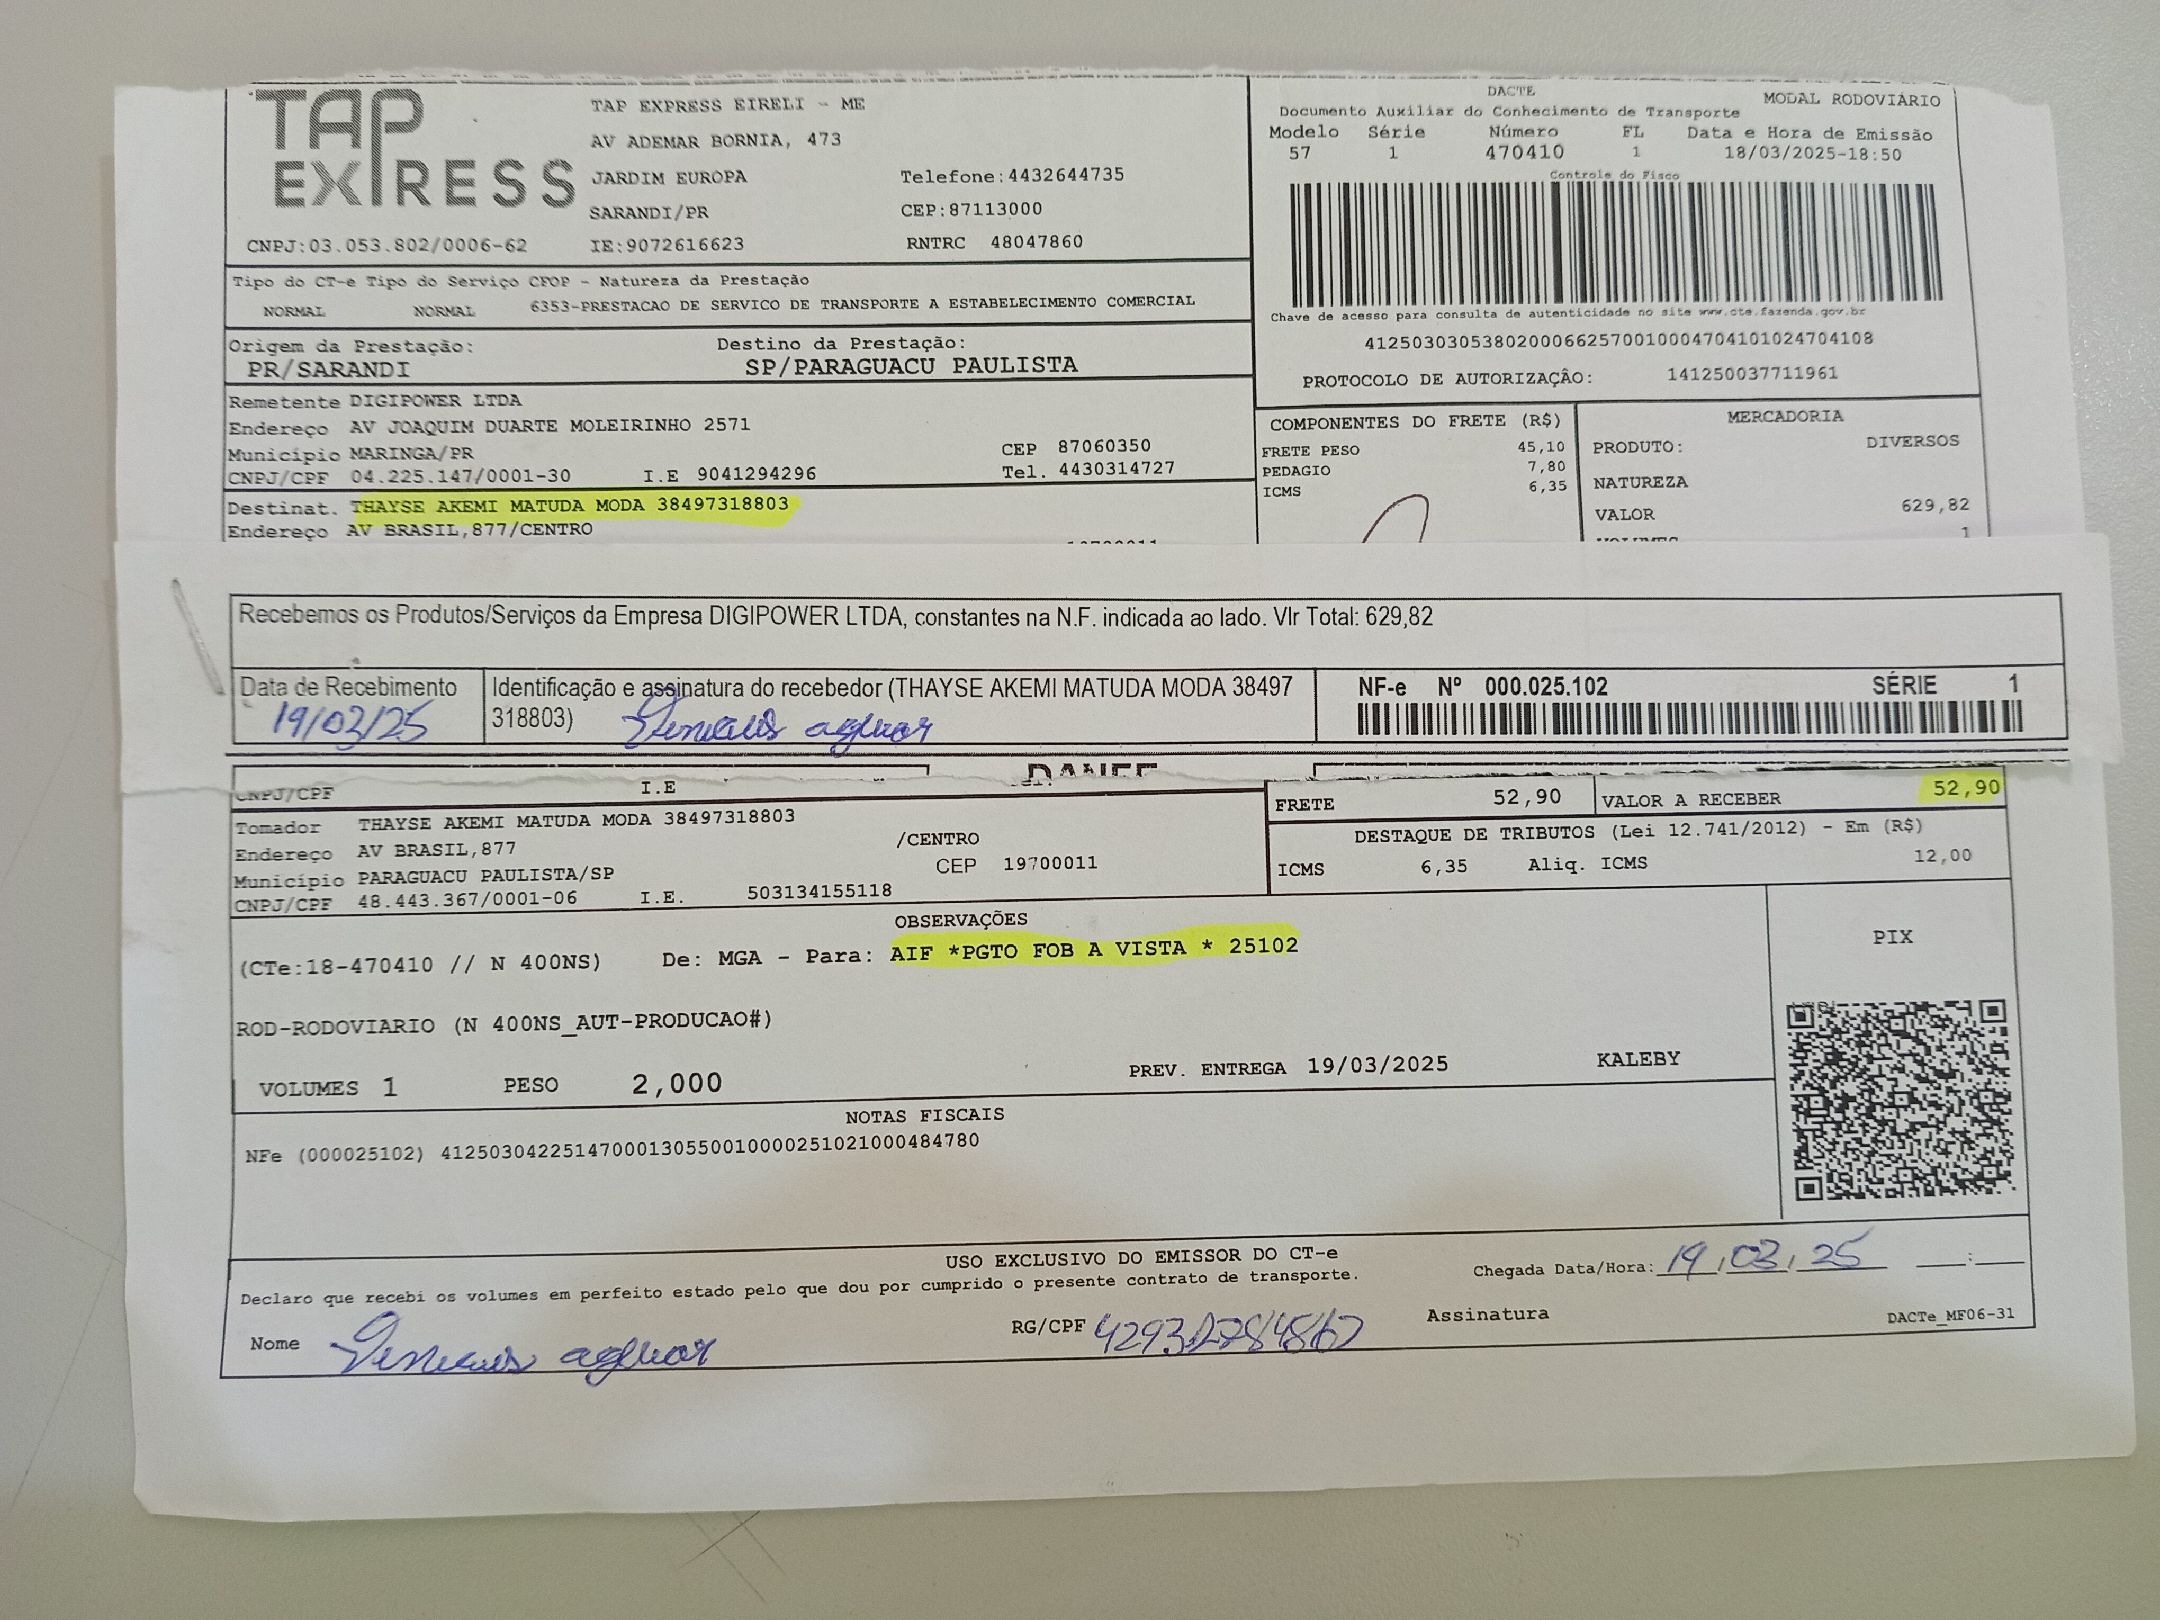 TAP EXPRESS
TAP EXPRESS EIRELI - ME
AV ADEMAR BORNIA, 473
JARDIM EUROPA Telefone:4432644735
SARANDI/PR CEP:87113000
CNPJ:03.053.802/0006-62 IE:9072616623 RNTRC 48047860
DACTE
Documento Auxiliar do Conhecimento de Transporte MODAL RODOVIÁRIO
Modelo Série Número FL Data e Hora de Emissão
57 1 470410 1 18/03/2025-18:50
Controle do Fisco
Chave de acesso para consulta de autenticidade no site www.cte.fazenda.gov.br
41250303053802000662570010004704101024704108
PROTOCOLO DE AUTORIZAÇÃO: 141250037711961
Tipo do CT-e Tipo do Serviço CFOP - Natureza da Prestação
NORMAL NORMAL 6353-PRESTACAO DE SERVICO DE TRANSPORTE A ESTABELECIMENTO COMERCIAL
Origem da Prestação: Destino da Prestação:
PR/SARANDI SP/PARAGUACU PAULISTA
Remetente DIGIPOWER LTDA
Endereço AV JOAQUIM DUARTE MOLEIRINHO 2571
Município MARINGA/PR CEP 87060350
CNPJ/CPF 04.225.147/0001-30 I.E 9041294296 Tel. 4430314727
Destinat. THAYSE AKEMI MATUDA MODA 38497318803
Endereço AV BRASIL,877/CENTRO
COMPONENTES DO FRETE (R$)
FRETE PESO 45,10
PEDAGIO 7,80
ICMS 6,35
MERCADORIA
PRODUTO: DIVERSOS
NATUREZA
VALOR 629,82
VOLUMES 1
Recebemos os Produtos/Serviços da Empresa DIGIPOWER LTDA, constantes na N.F. indicada ao lado. Vlr Total: 629,82
Data de Recebimento
19/03/25
Identificação e assinatura do recebedor (THAYSE AKEMI MATUDA MODA 38497
318803)
NF-e Nº 000.025.102 SÉRIE 1
DANFE
CNPJ/CPF I.E
FRETE 52,90 VALOR A RECEBER 52,90
Tomador THAYSE AKEMI MATUDA MODA 38497318803
Endereço AV BRASIL,877 /CENTRO
Município PARAGUACU PAULISTA/SP CEP 19700011
CNPJ/CPF 48.443.367/0001-06 I.E. 503134155118
DESTAQUE DE TRIBUTOS (Lei 12.741/2012) - Em (R$)
ICMS 6,35 Aliq. ICMS 12,00
OBSERVAÇÕES
(CTe:18-470410 // N 400NS) De: MGA - Para: AIF *PGTO FOB A VISTA * 25102
ROD-RODOVIARIO (N 400NS_AUT-PRODUCAO#)
VOLUMES 1 PESO 2,000 PREV. ENTREGA 19/03/2025 KALEBY
PIX
NOTAS FISCAIS
NFe (000025102) 41250304225147000130550010000251021000484780
USO EXCLUSIVO DO EMISSOR DO CT-e
Declaro que recebi os volumes em perfeito estado pelo que dou por cumprido o presente contrato de transporte.
Chegada Data/Hora: 19,03,25 :
Nome RG/CPF Assinatura
DACTe_MF06-31